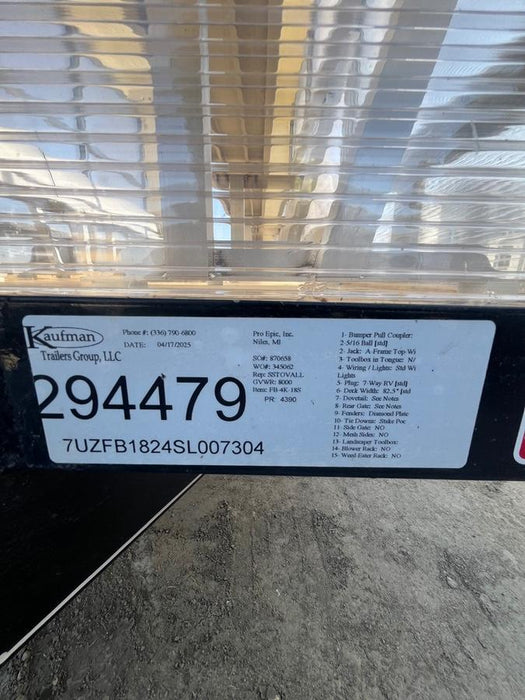 Kaufman
Trailers Group, LLC
Phone #: (336) 790-6800
DATE: 04/17/2025
294479
7UZFB1824SL007304
Pro Epic, Inc.
Niles, MI
SO#: 870658
WO#: 345062
Rep: SSTOVALL
GVWR: 8000
Item: FB-4K-18S
PR: 4390
1- Bumper Pull Coupler:
2-5/16 Ball [std]
2- Jack: A-Frame Top Wi
3- Toolbox in Tongue: N/
4- Wiring / Lights: Std Wi
Lights
5- Plug: 7-Way RV [std]
6- Deck Width: 82.5" [std
7- Dovetail: See Notes
8- Rear Gate: See Notes
9- Fenders: Diamond Plate
10- Tie Downs: Stake Poc
11- Side Gate: NO
12- Mesh Sides: NO
13- Landscaper Toolbox:
14- Blower Rack: NO
15- Weed Eater Rack: NO